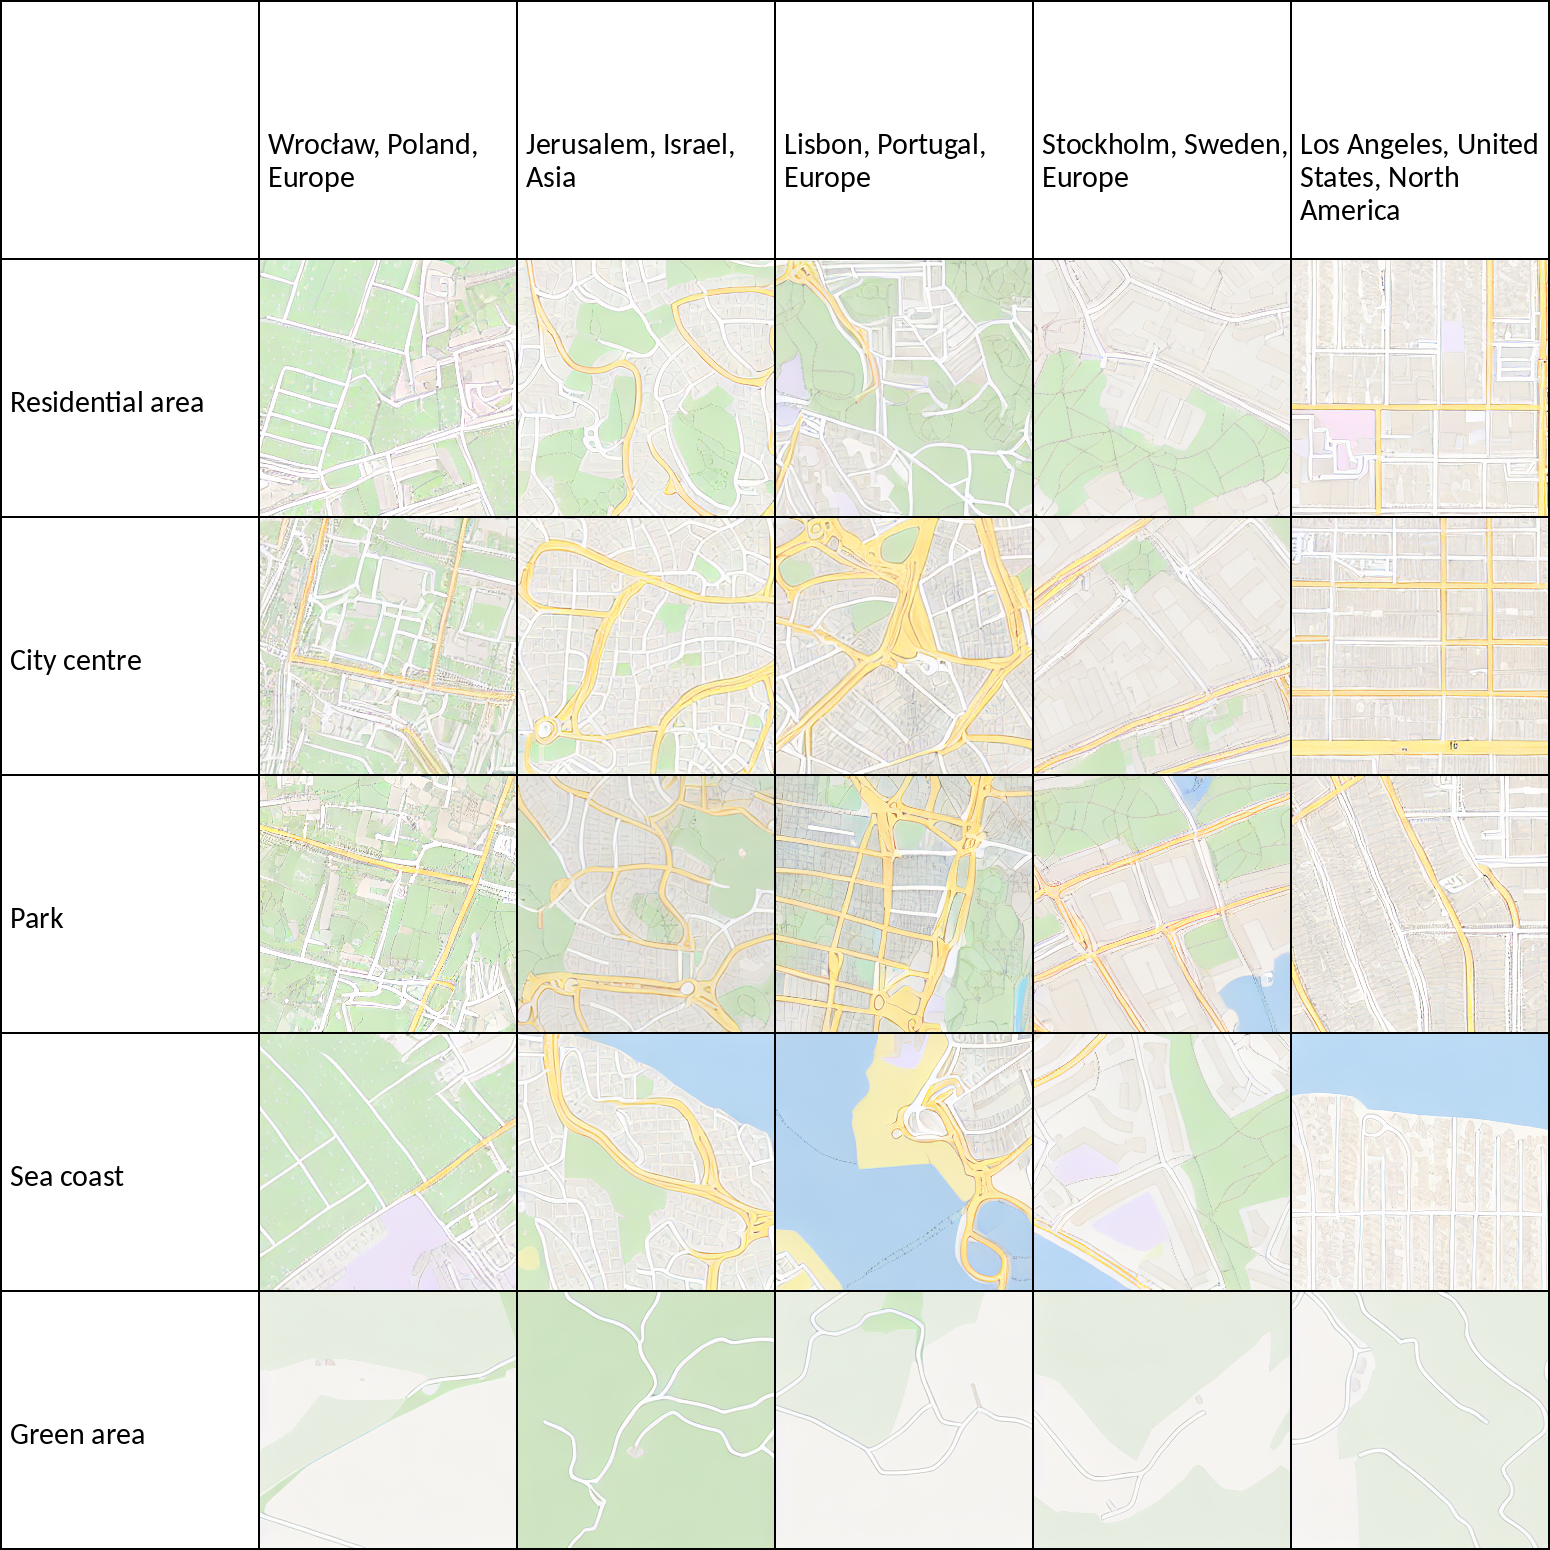 Wrocław, Poland,
Europe
Jerusalem, Israel,
Asia
Lisbon, Portugal,
Europe
Stockholm, Sweden,
Europe
Los Angeles, United
States, North
America
Residential area
City centre
Park
Sea coast
Green area